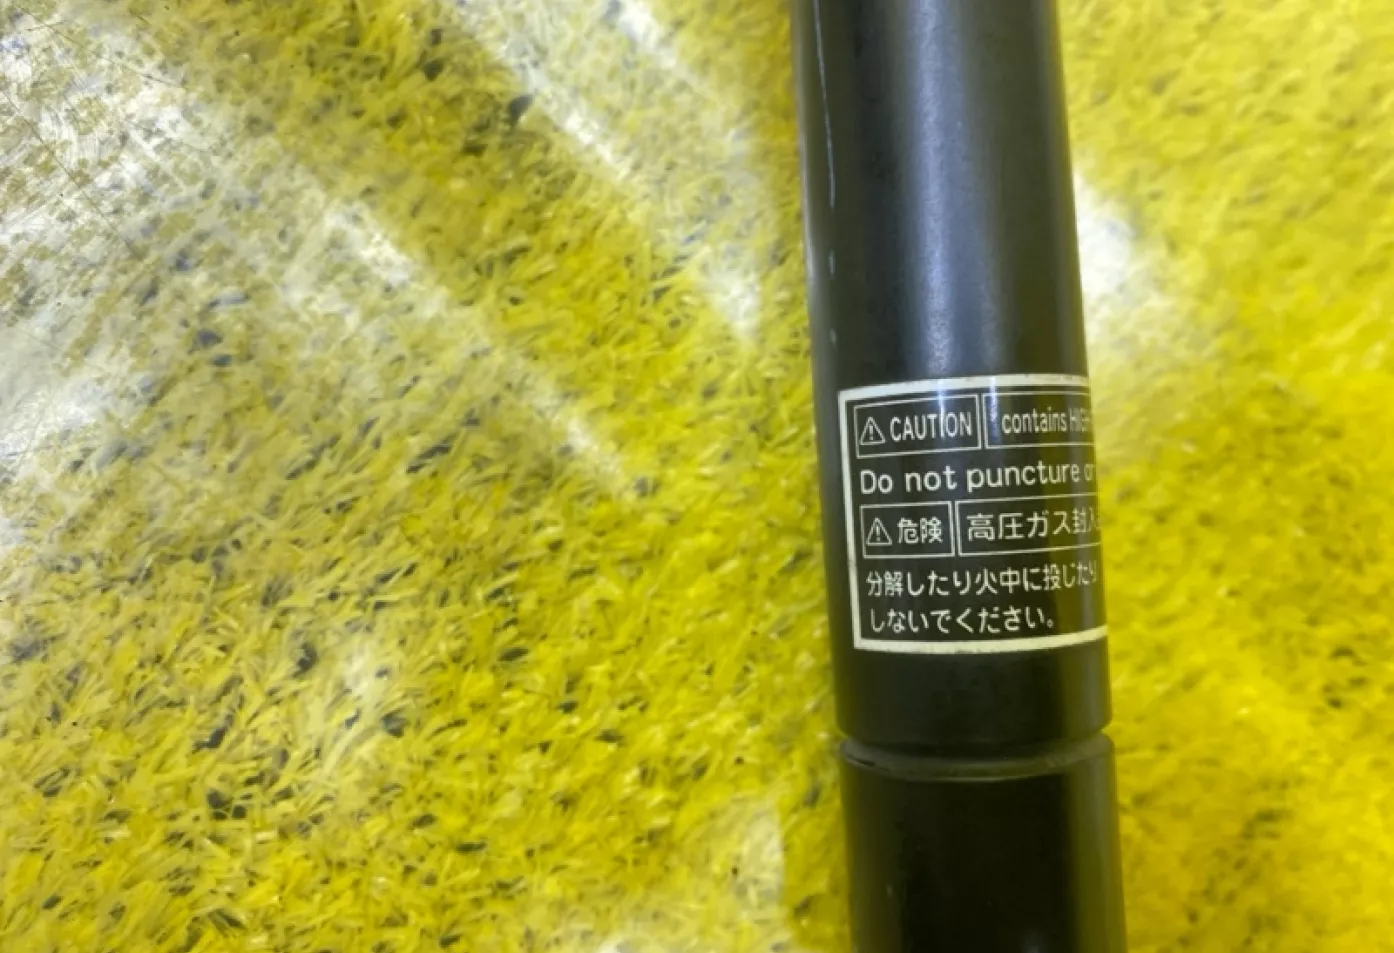 CAUTION contains HIGH
Do not puncture or
危険 高圧ガス封入
分解したり火中に投じたり
しないでください。